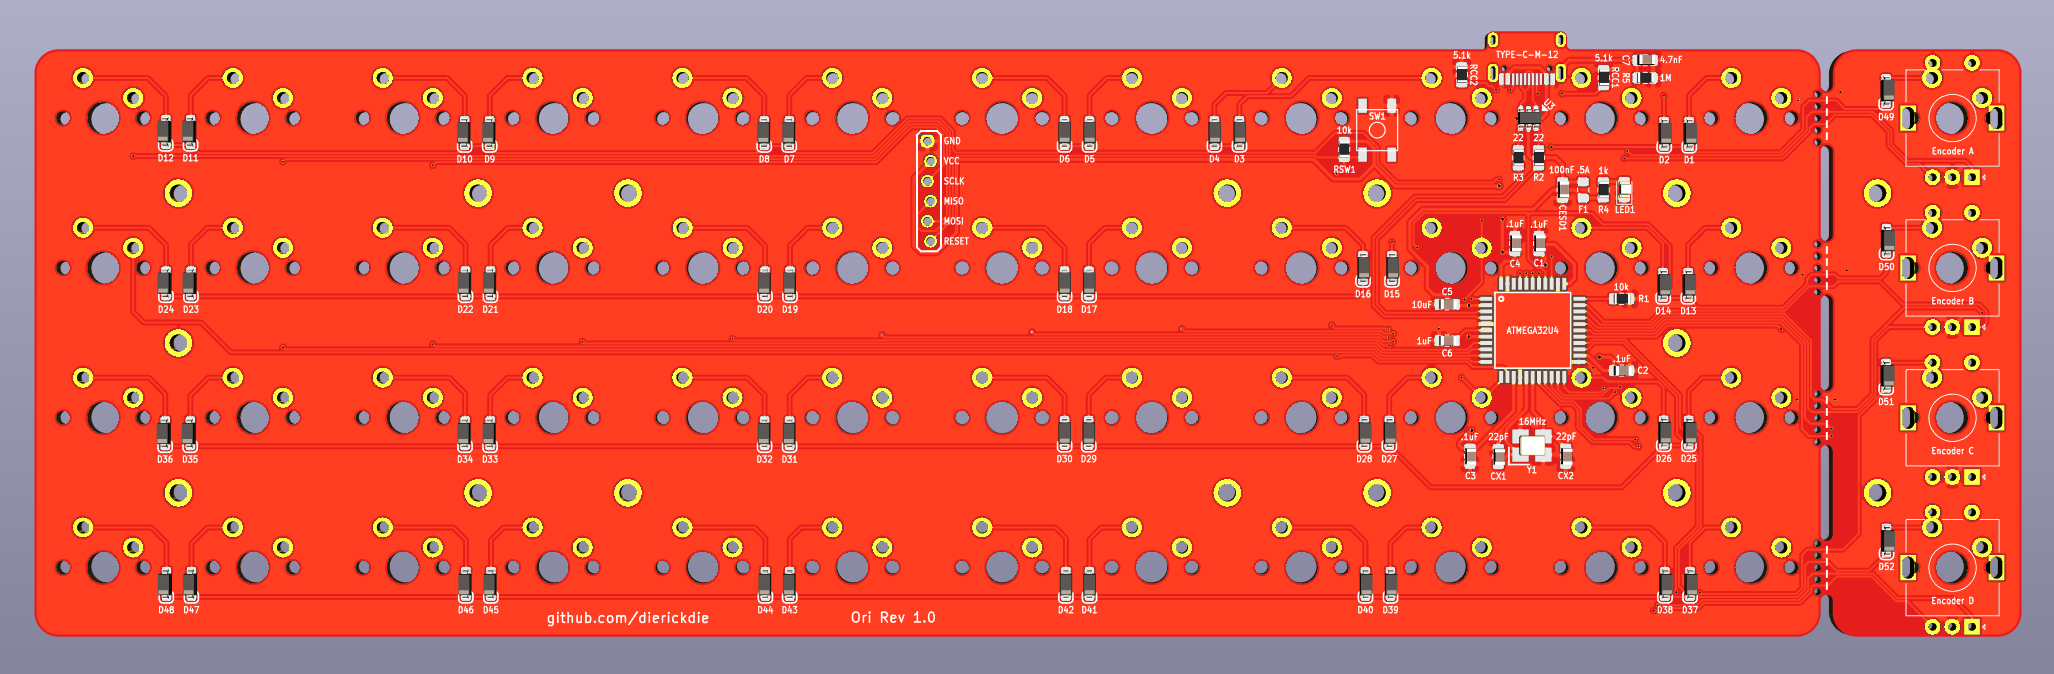 TYPE-C-M-12
5.1k
RCC2
5.1k
RCC1
C7
4.7nF
R5
1M
D49
Encoder A
SW1
10k
RSW1
U3
22
22
R3
R2
D12
D11
D10
D9
D8
D7
D6
D5
D4
D3
D2
D1
GND
VCC
SCLK
MISO
MOSI
RESET
100nF
.5A
1k
CESD1
F1
R4
LED1
.1uF
.1uF
C4
C1
D50
Encoder B
D24
D23
D22
D21
D20
D19
D18
D17
D16
D15
D14
D13
C5
10uF
10k
R1
ATMEGA32U4
1uF
C6
.1uF
C2
D51
Encoder C
16MHz
.1uF
22pF
22pF
C3
CX1
Y1
CX2
D36
D35
D34
D33
D32
D31
D30
D29
D28
D27
D26
D25
D52
Encoder D
D48
D47
D46
D45
D44
D43
D42
D41
D40
D39
D38
D37
github.com/dierickdie
Ori Rev 1.0